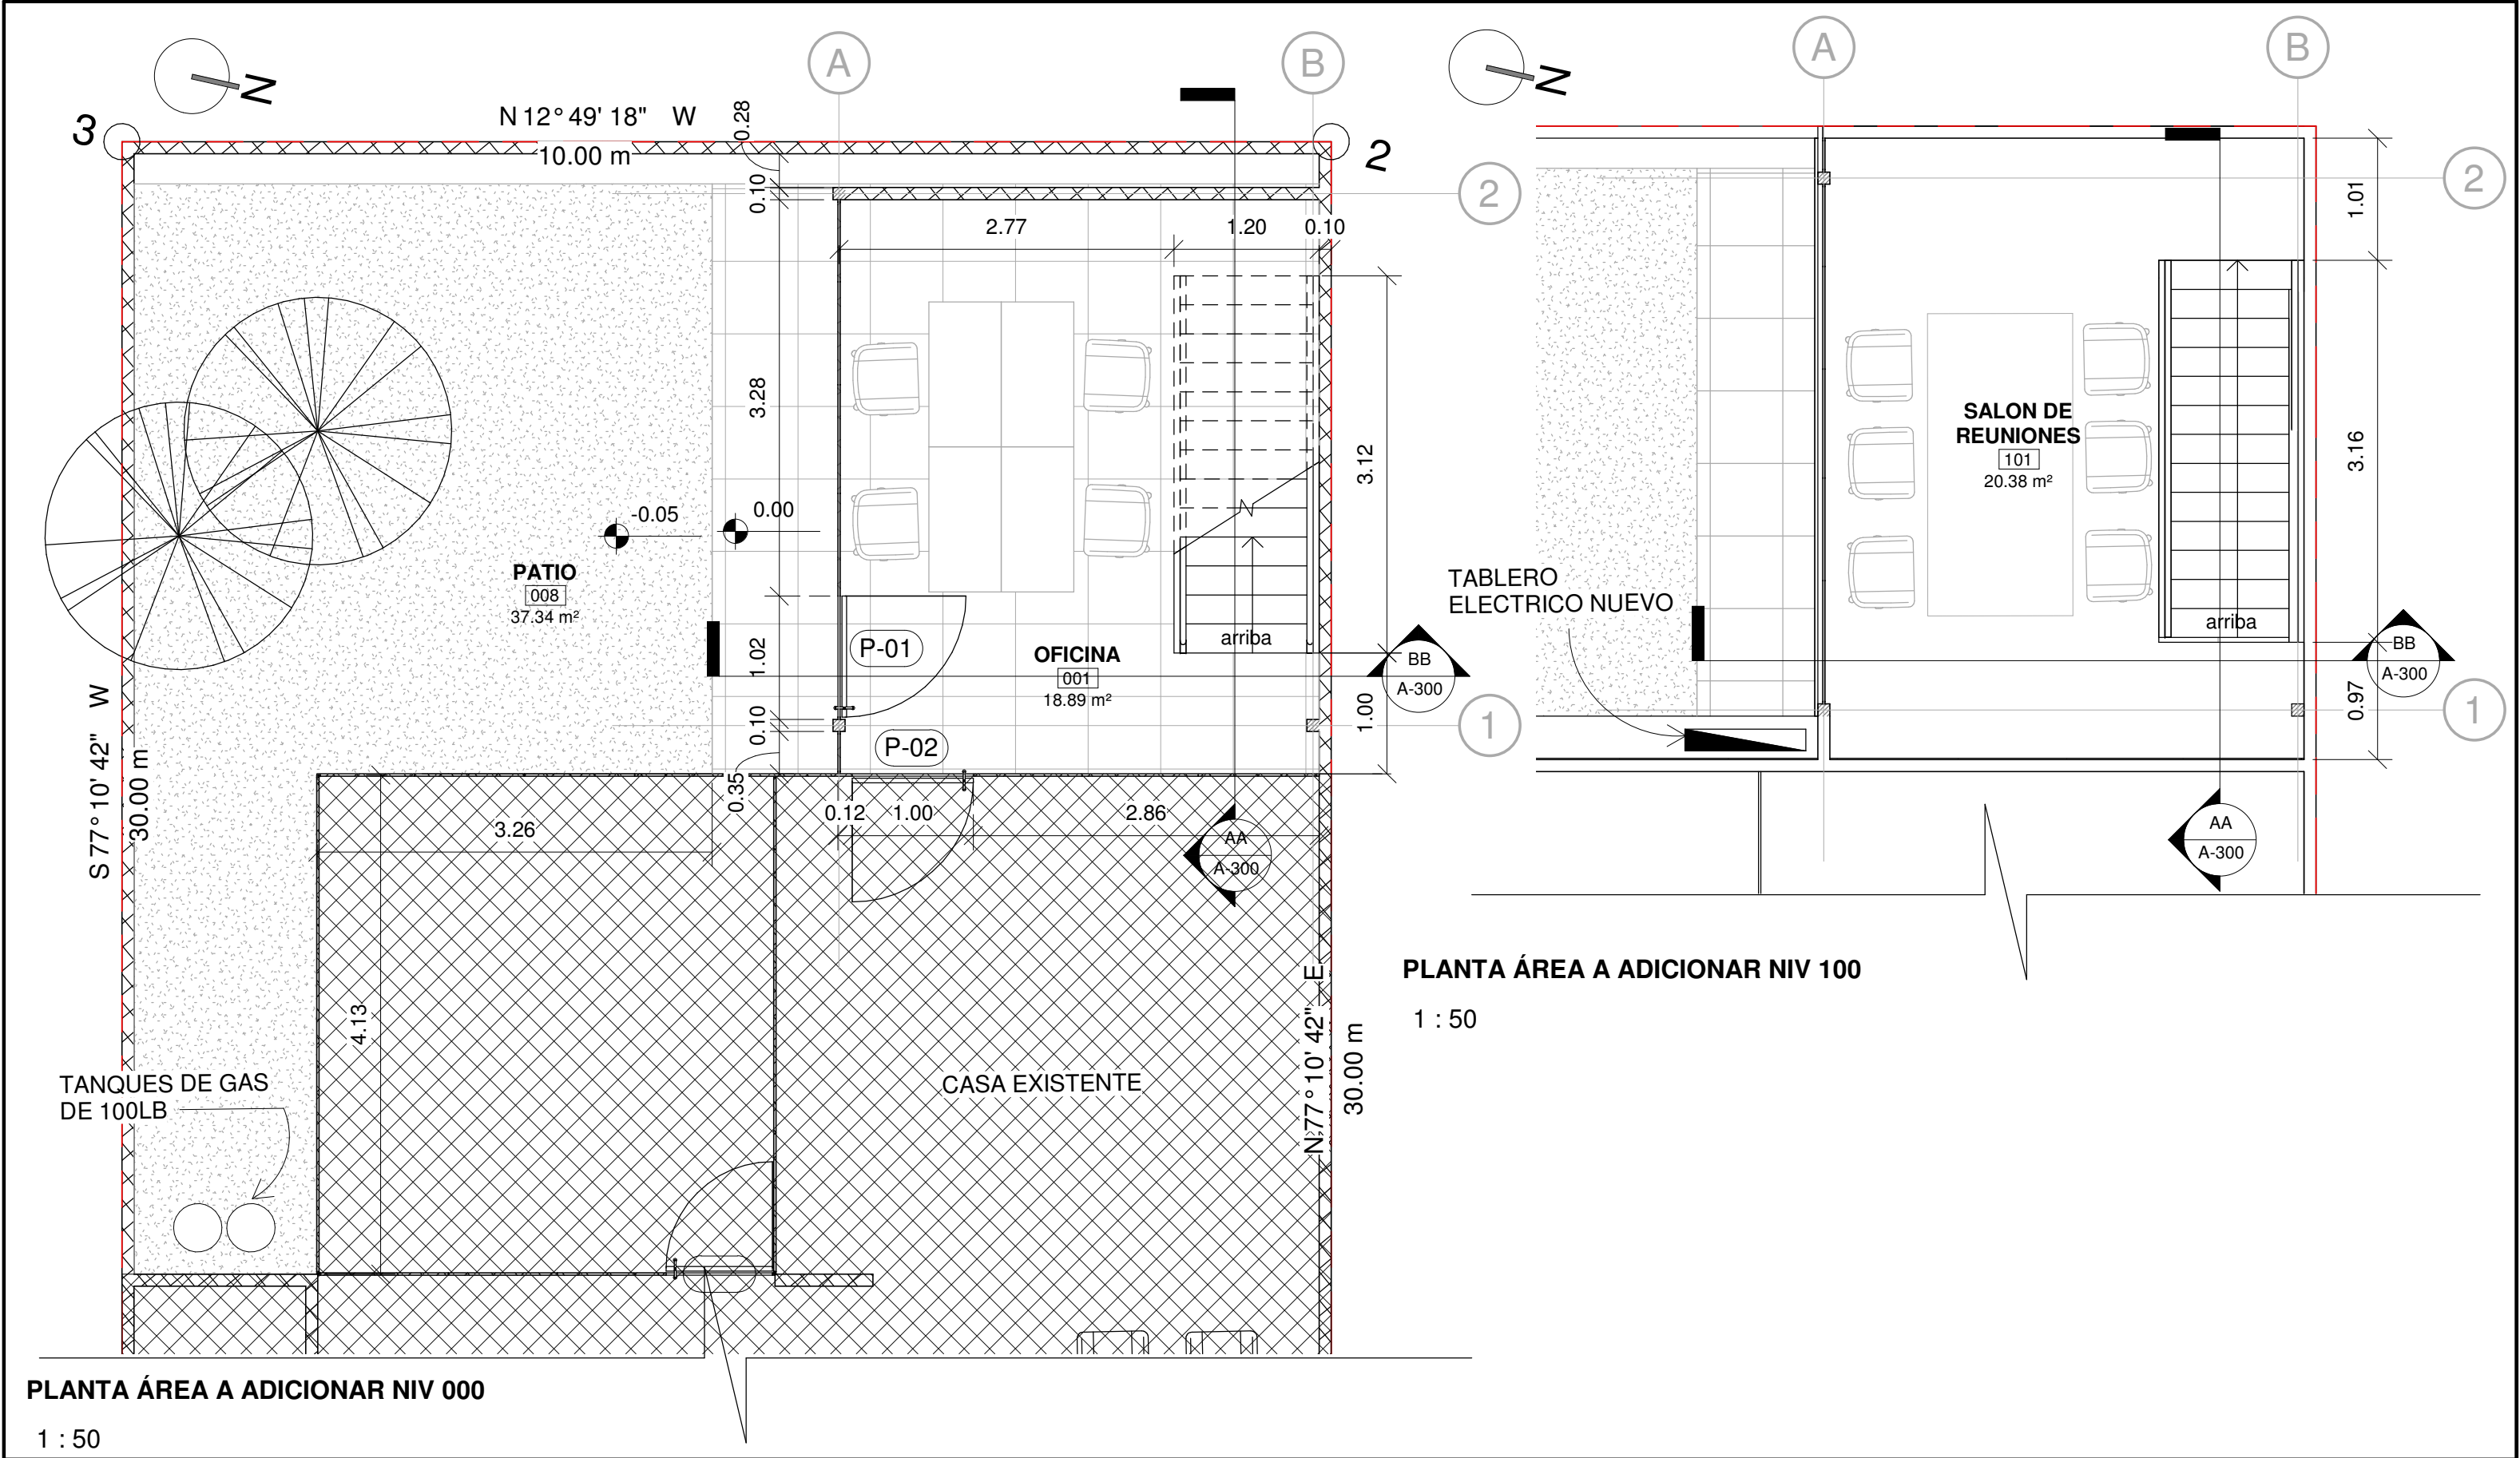 N
A
B
N 12° 49' 18" W
10.00 m
3
2
0.28
0.10
2
2.77
1.20
0.10
3.28
3.12
-0.05
0.00
PATIO
008
37.34 m²
P-01
1.02
OFICINA
001
18.89 m²
arriba
BB
A-300
1.00
0.10
P-02
1
0.35
S 77° 10' 42" W
30.00 m
3.26
0.12
1.00
2.86
AA
A-300
4.13
TANQUES DE GAS
DE 100LB
CASA EXISTENTE
N 77° 10' 42" E
30.00 m
PLANTA ÁREA A ADICIONAR NIV 000
1 : 50
N
A
B
2
1.01
SALON DE
REUNIONES
101
20.38 m²
3.16
TABLERO
ELECTRICO NUEVO
arriba
BB
A-300
0.97
1
AA
A-300
PLANTA ÁREA A ADICIONAR NIV 100
1 : 50